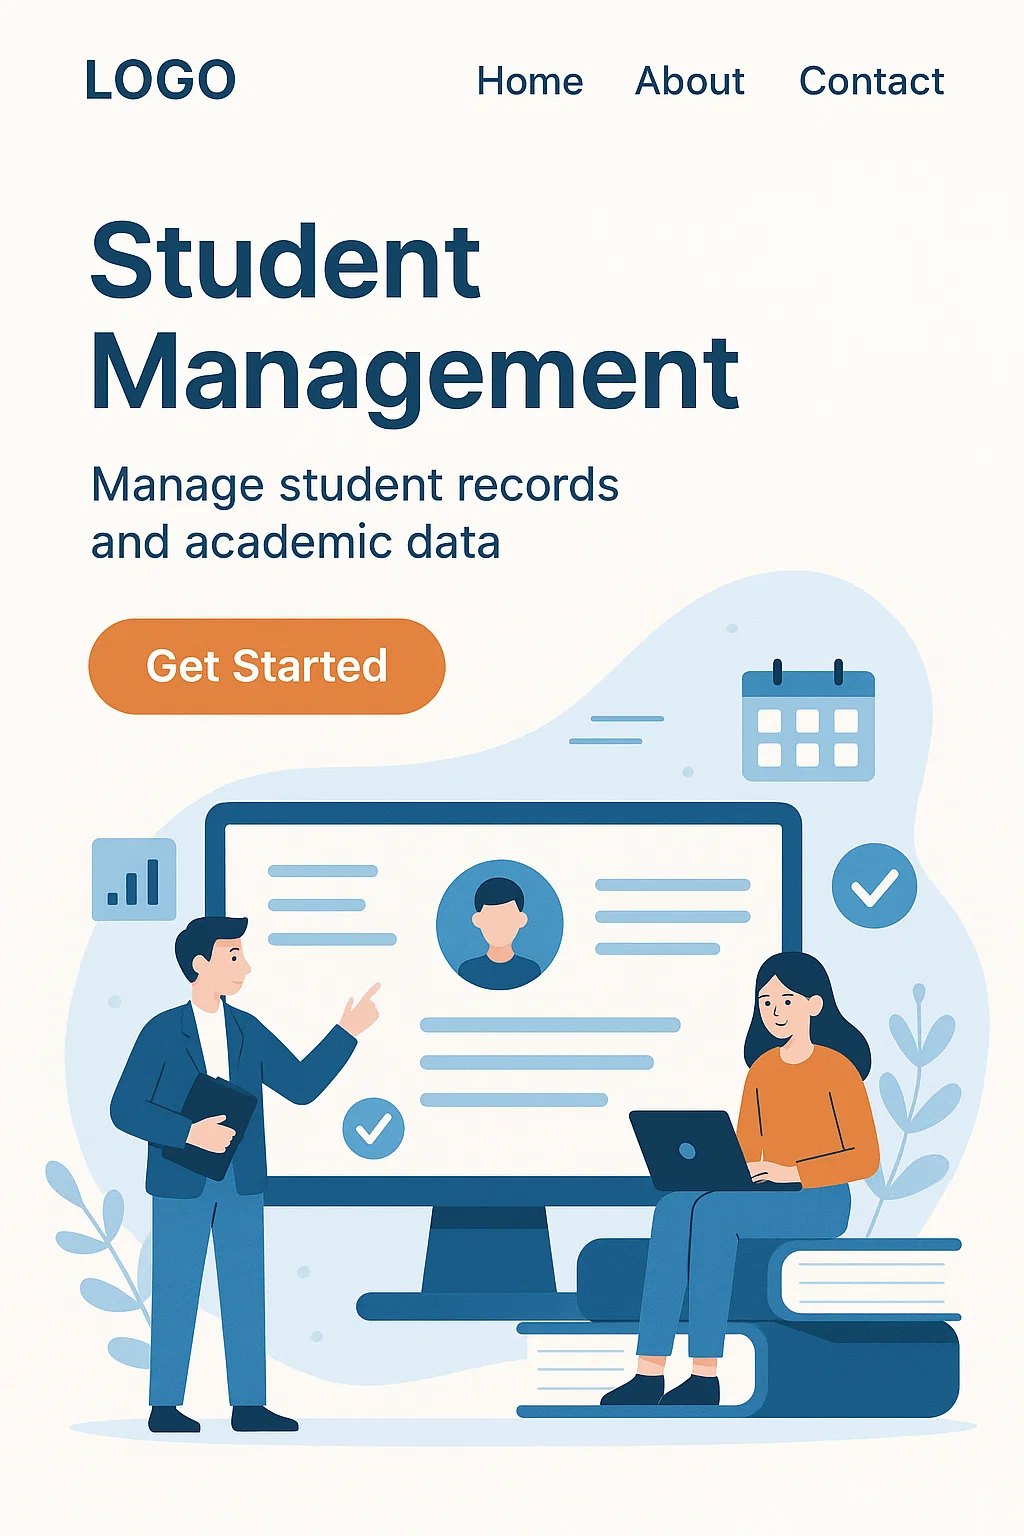 LOGO
Home About Contact
Student
Management
Manage student records
and academic data
Get Started